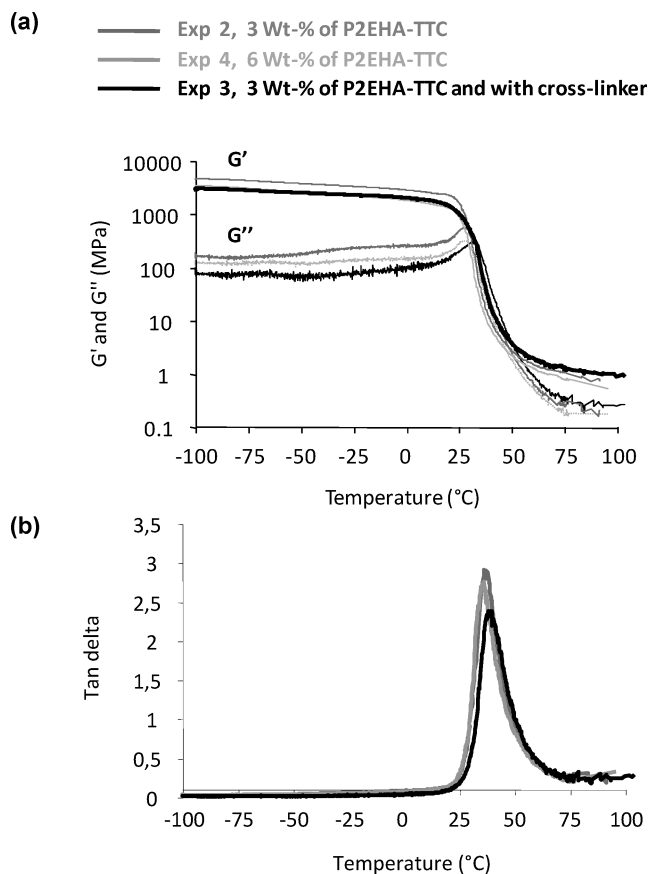 (a)
Exp 2, 3 Wt-% of P2EHA-TTC
Exp 4, 6 Wt-% of P2EHA-TTC
Exp 3, 3 Wt-% of P2EHA-TTC and with cross-linker
G' and G'' (MPa)
10000
1000
100
10
1
0.1
G'
G''
-100 -75 -50 -25 0 25 50 75 100
Temperature (°C)
(b)
Tan delta
3,5
3
2,5
2
1,5
1
0,5
0
-100 -75 -50 -25 0 25 50 75 100
Temperature (°C)